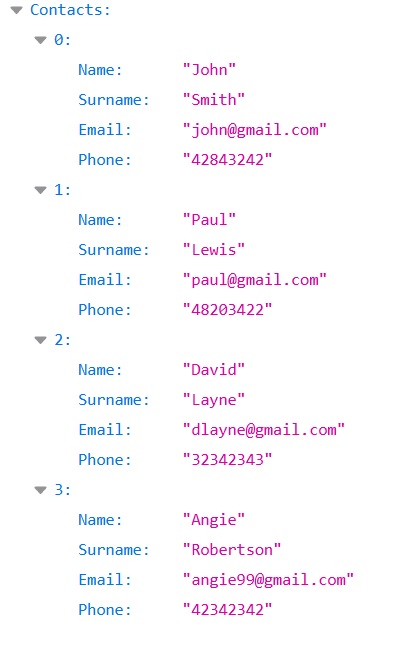 Contacts:
0:
Name: "John"
Surname: "Smith"
Email: "john@gmail.com"
Phone: "42843242"
1:
Name: "Paul"
Surname: "Lewis"
Email: "paul@gmail.com"
Phone: "48203422"
2:
Name: "David"
Surname: "Layne"
Email: "dlayne@gmail.com"
Phone: "32342343"
3:
Name: "Angie"
Surname: "Robertson"
Email: "angie99@gmail.com"
Phone: "42342342"